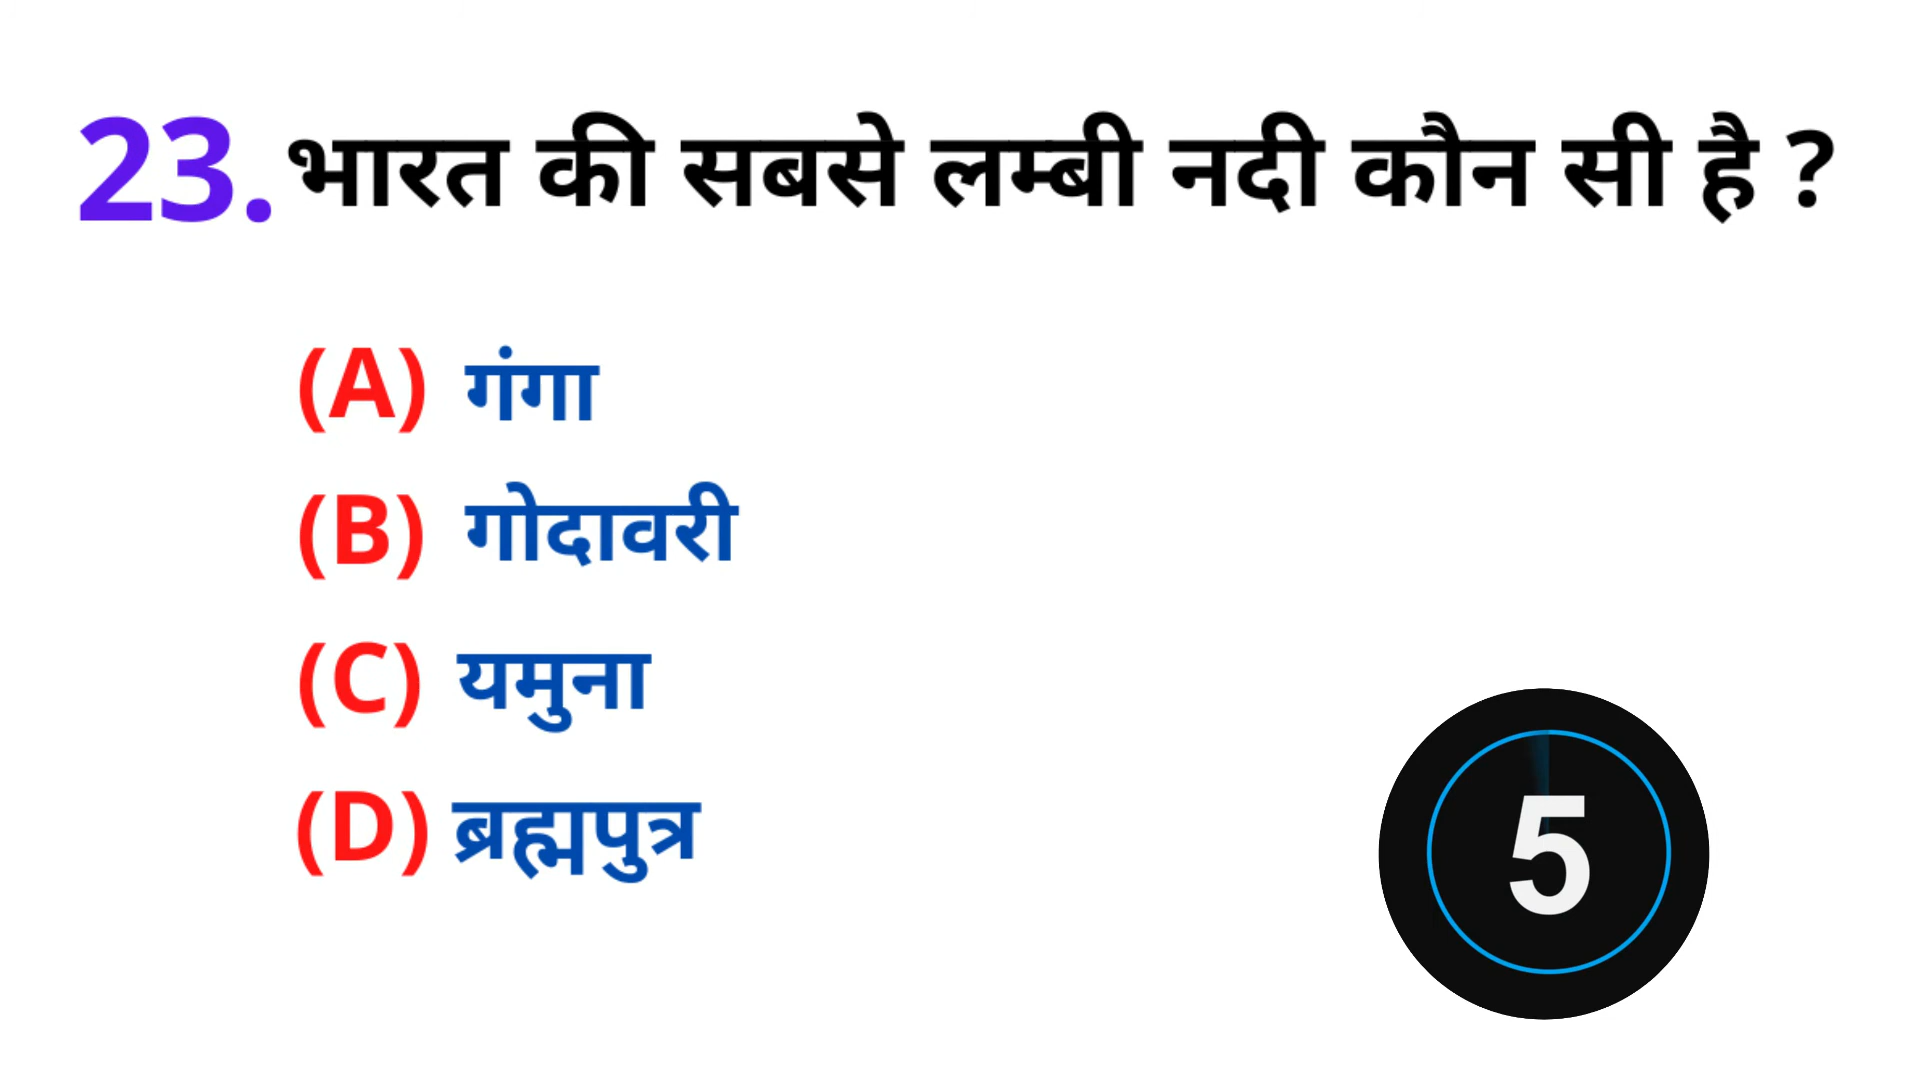 23. भारत की सबसे लम्बी नदी कौन सी है ?
(A) गंगा
(B) गोदावरी
(C) यमुना
(D) ब्रह्मपुत्र
5